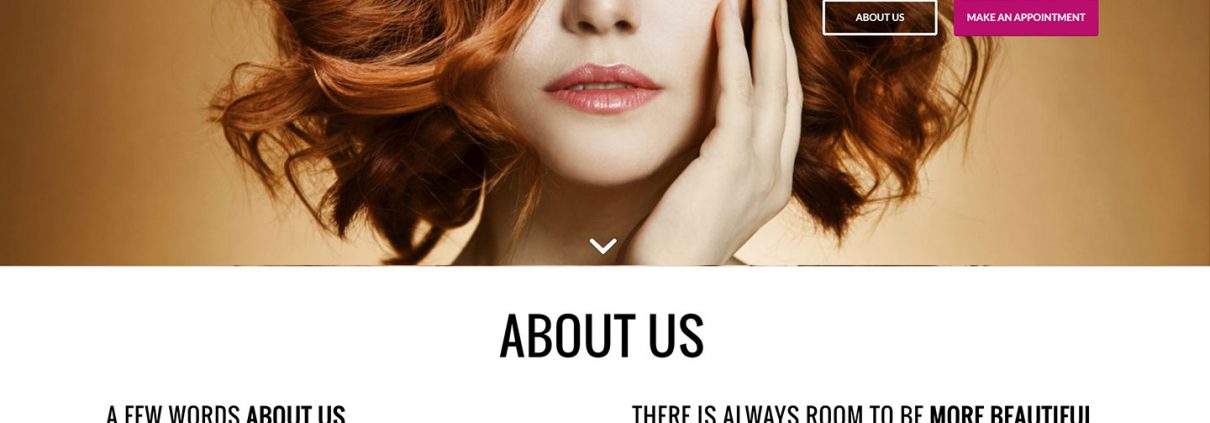 ABOUT US
MAKE AN APPOINTMENT
ABOUT US
A FEW WORDS ABOUT US
THERE IS ALWAYS ROOM TO BE MORE BEAUTIFUL